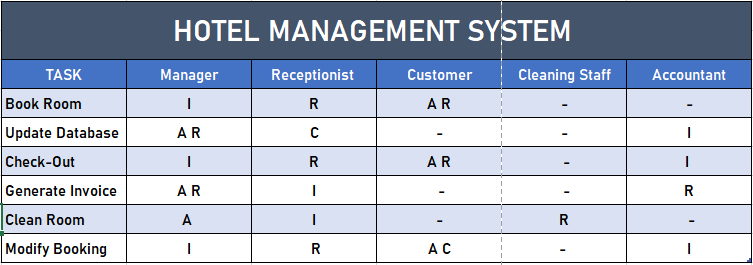 HOTEL MANAGEMENT SYSTEM
TASK Manager Receptionist Customer Cleaning Staff Accountant
Book Room I R A R - -
Update Database A R C - - I
Check-Out I R A R - I
Generate Invoice A R I - - R
Clean Room A I - R -
Modify Booking I R A C - I